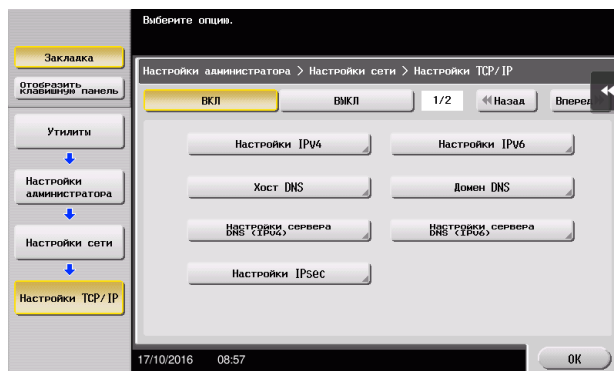 Выберите опцию.
Закладка
Отобразить
клавишную панель
Настройки администратора > Настройки сети > Настройки TCP/IP
ВКЛ ВЫКЛ 1/2 Назад Вперед
Утилиты
Настройки
администратора
Настройки сети
Настройки TCP/IP
Настройки IPv4 Настройки IPv6
Хост DNS Домен DNS
Настройки сервера
DNS (IPv4)
Настройки сервера
DNS (IPv6)
Настройки IPsec
17/10/2016 08:57
OK